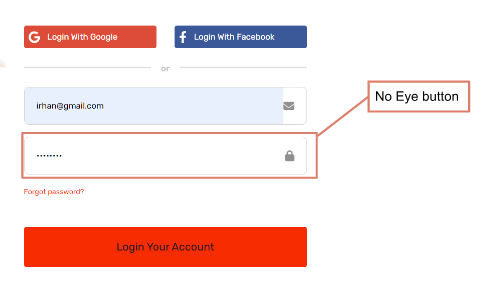 Login With Google
Login With Facebook
or
irhan@gmail.com
No Eye button
••••••••
Forgot password?
Login Your Account